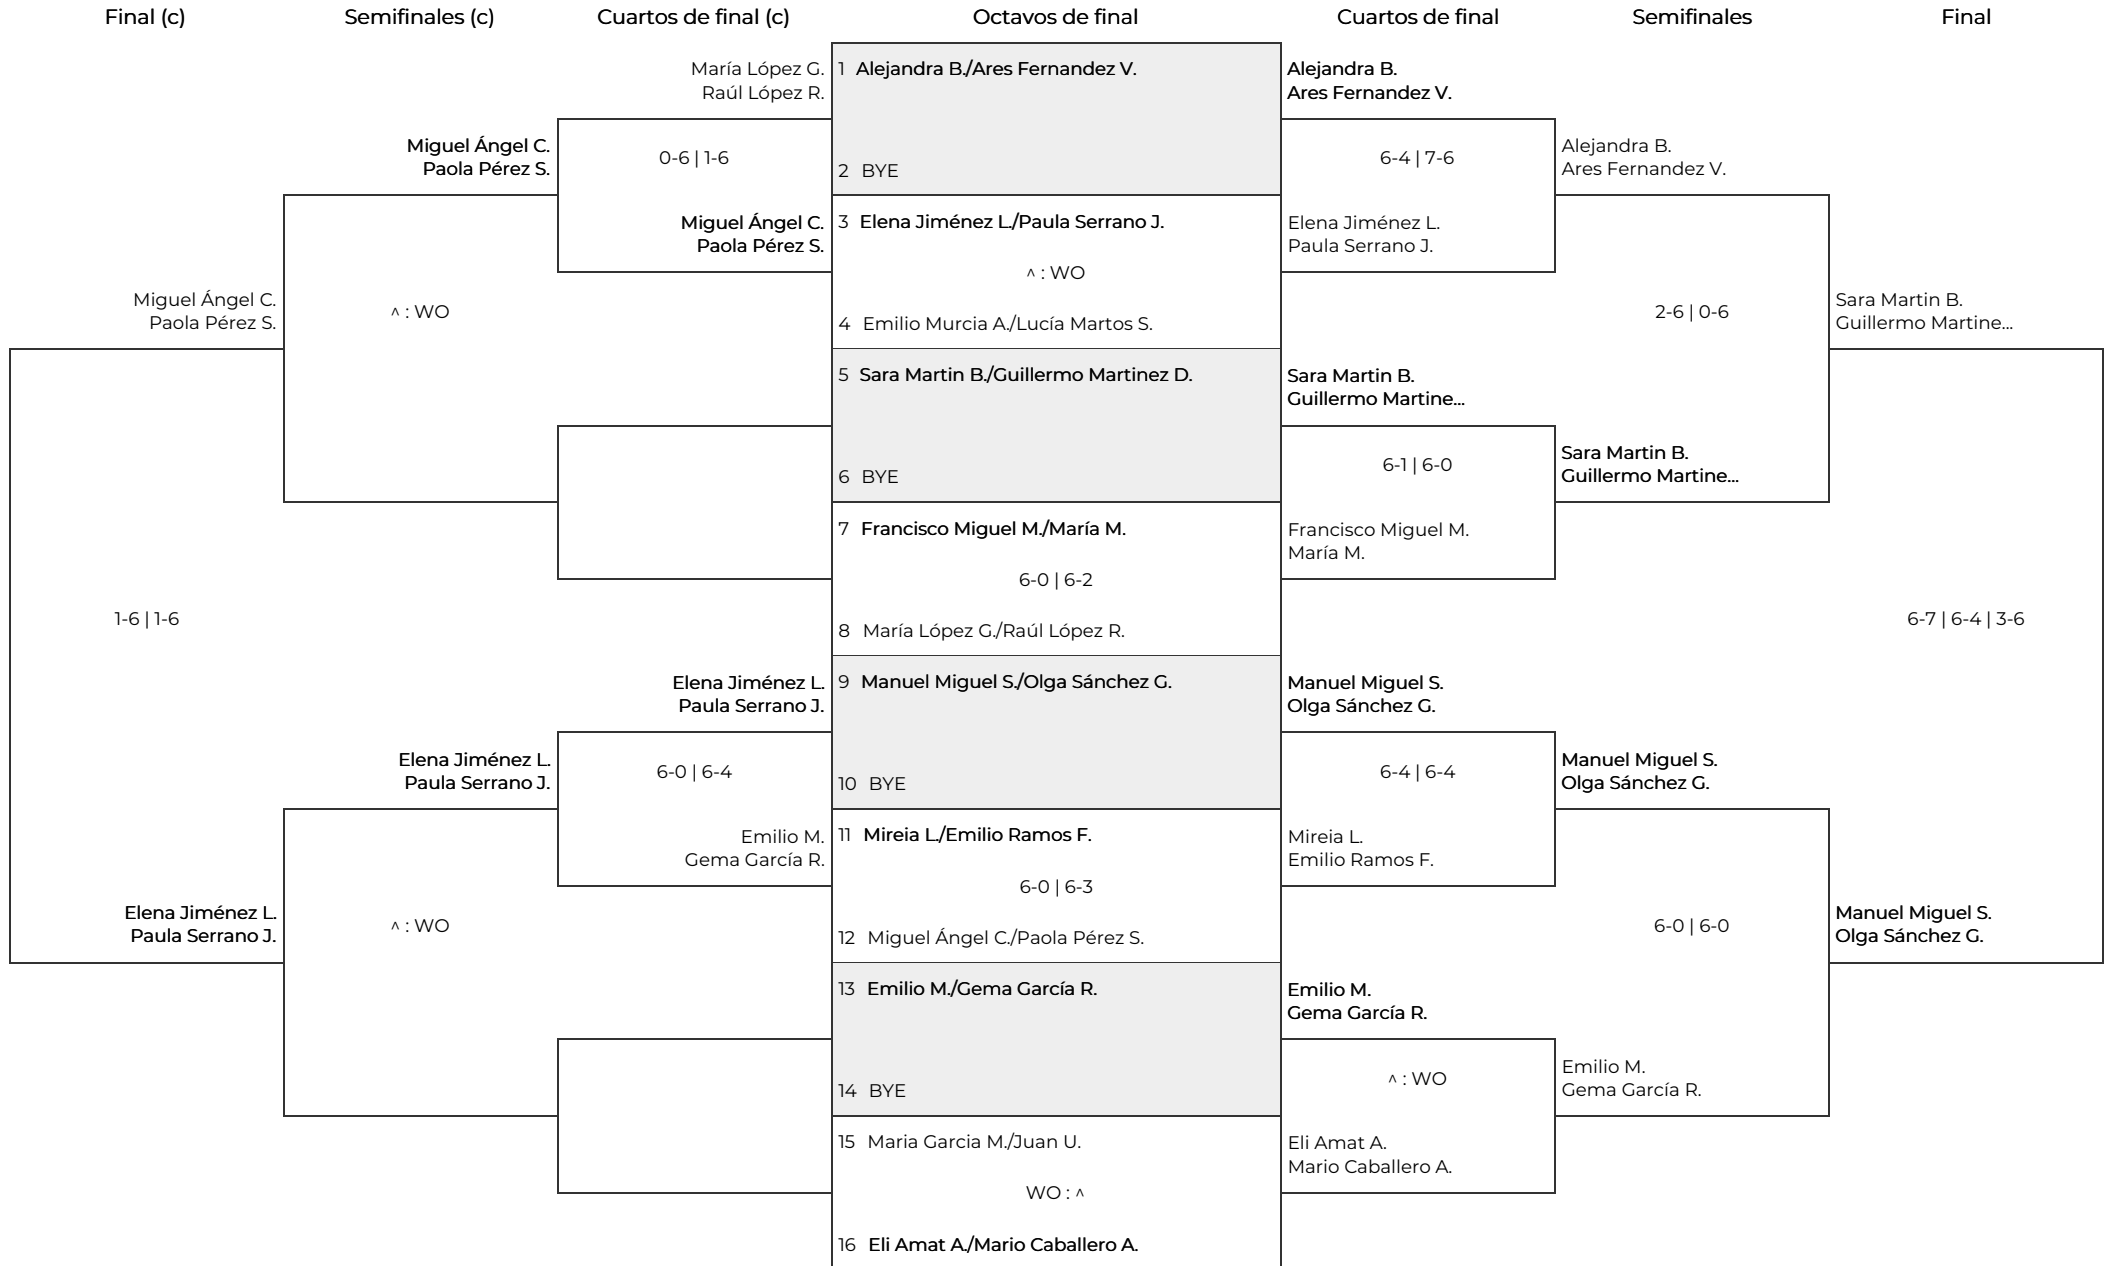 Final (c)
Semifinales (c)
Cuartos de final (c)
Octavos de final
Cuartos de final
Semifinales
Final
Miguel Ángel C.
Paola Pérez S.
1-6 | 1-6
Elena Jiménez L.
Paula Serrano J.
Miguel Ángel C.
Paola Pérez S.
^ : WO
Elena Jiménez L.
Paula Serrano J.
^ : WO
María López G.
Raúl López R.
0-6 | 1-6
Miguel Ángel C.
Paola Pérez S.
Elena Jiménez L.
Paula Serrano J.
6-0 | 6-4
Emilio M.
Gema García R.
1 Alejandra B./Ares Fernandez V.
2 BYE
3 Elena Jiménez L./Paula Serrano J.
^ : WO
4 Emilio Murcia A./Lucía Martos S.
5 Sara Martin B./Guillermo Martinez D.
6 BYE
7 Francisco Miguel M./María M.
6-0 | 6-2
8 María López G./Raúl López R.
9 Manuel Miguel S./Olga Sánchez G.
10 BYE
11 Mireia L./Emilio Ramos F.
6-0 | 6-3
12 Miguel Ángel C./Paola Pérez S.
13 Emilio M./Gema García R.
14 BYE
15 Maria Garcia M./Juan U.
WO : ^
16 Eli Amat A./Mario Caballero A.
Alejandra B.
Ares Fernandez V.
6-4 | 7-6
Elena Jiménez L.
Paula Serrano J.
Sara Martin B.
Guillermo Martine...
6-1 | 6-0
Francisco Miguel M.
María M.
Manuel Miguel S.
Olga Sánchez G.
6-4 | 6-4
Mireia L.
Emilio Ramos F.
Emilio M.
Gema García R.
^ : WO
Eli Amat A.
Mario Caballero A.
Alejandra B.
Ares Fernandez V.
2-6 | 0-6
Sara Martin B.
Guillermo Martine...
Manuel Miguel S.
Olga Sánchez G.
6-0 | 6-0
Emilio M.
Gema García R.
Sara Martin B.
Guillermo Martine...
6-7 | 6-4 | 3-6
Manuel Miguel S.
Olga Sánchez G.